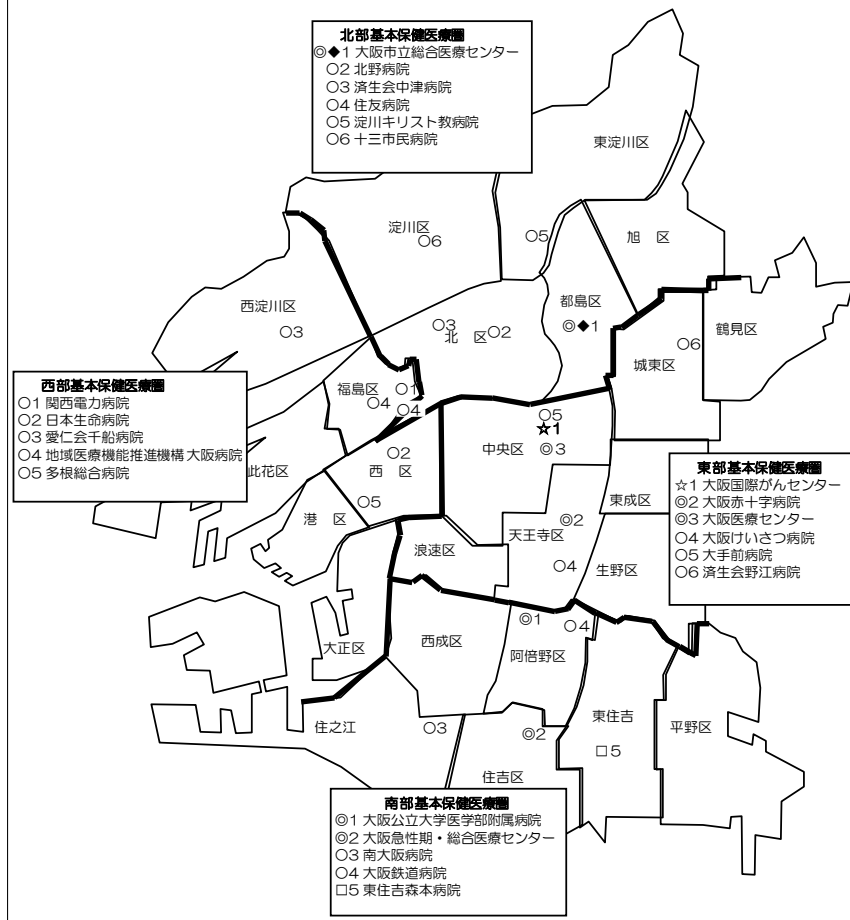 北部基本保健医療圏
◎◆1 大阪市立総合医療センター
○2 北野病院
○3 済生会中津病院
○4 住友病院
○5 淀川キリスト教病院
○6 十三市民病院
東淀川区
淀川区
○6
○5
旭 区
西淀川区
○3
都島区
◎◆1
○3
北 区
○2
鶴見区
城東区
○6
西部基本保健医療圏
○1 関西電力病院
○2 日本生命病院
○3 愛仁会千船病院
○4 地域医療機能推進機構 大阪病院
○5 多根総合病院
福島区
○1
○4
○4
○5
☆1
中央区
◎3
○2
西 区
此花区
○5
港 区
東部基本保健医療圏
☆1 大阪国際がんセンター
◎2 大阪赤十字病院
◎3 大阪医療センター
○4 大阪けいさつ病院
○5 大手前病院
○6 済生会野江病院
東成区
天王寺区
◎2
○4
浪速区
生野区
大正区
西成区
◎1
○4
阿倍野区
住之江
○3
◎2
東住吉
□5
平野区
住吉区
南部基本保健医療圏
◎1 大阪公立大学医学部附属病院
◎2 大阪急性期・総合医療センター
○3 南大阪病院
○4 大阪鉄道病院
□5 東住吉森本病院